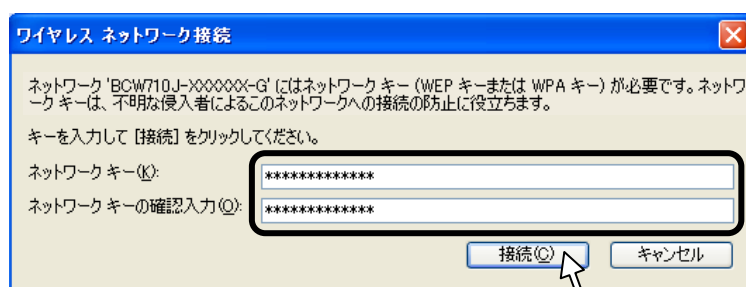 ワイヤレス ネットワーク接続
ネットワーク 'BCW710J-XXXXXX-G' にはネットワーク キー (WEP キーまたは WPA キー) が必要です。ネットワ
ーク キーは、不明な侵入者によるこのネットワークへの接続の防止に役立ちます。
キーを入力して [接続] をクリックしてください。
ネットワーク キー(K): *************
ネットワーク キーの確認入力(O): *************
接続(C) キャンセル